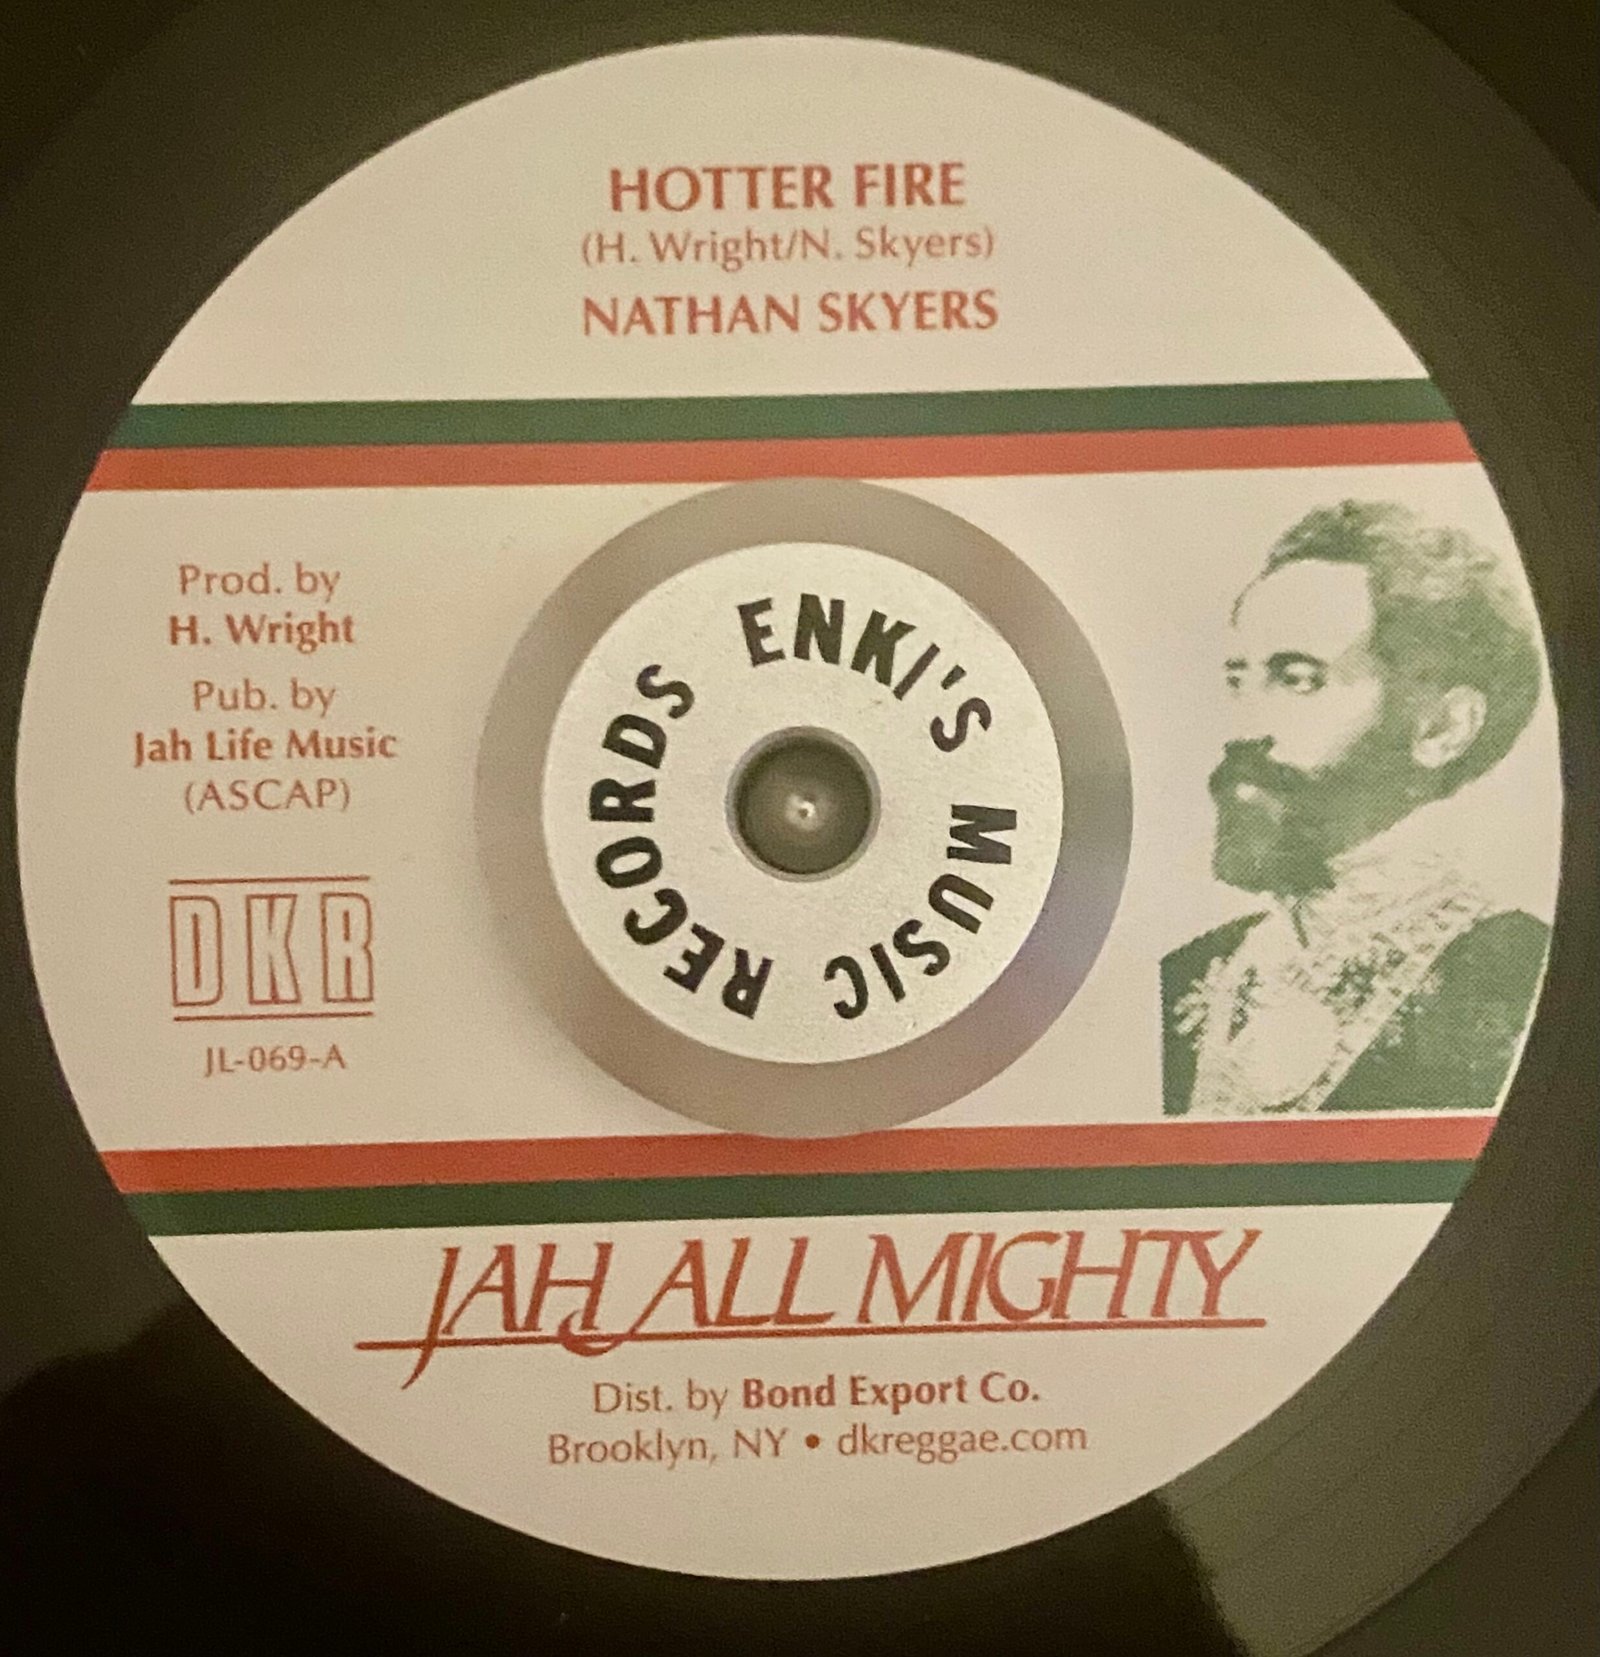 HOTTER FIRE
(H. Wright/N. Skyers)
NATHAN SKYERS
Prod. by
H. Wright
Pub. by
Jah Life Music
(ASCAP)
DKR
JL-069-A
ENKI'S MUSIC RECORDS
JAH ALL MIGHTY
Dist. by Bond Export Co.
Brooklyn, NY • dkreggae.com